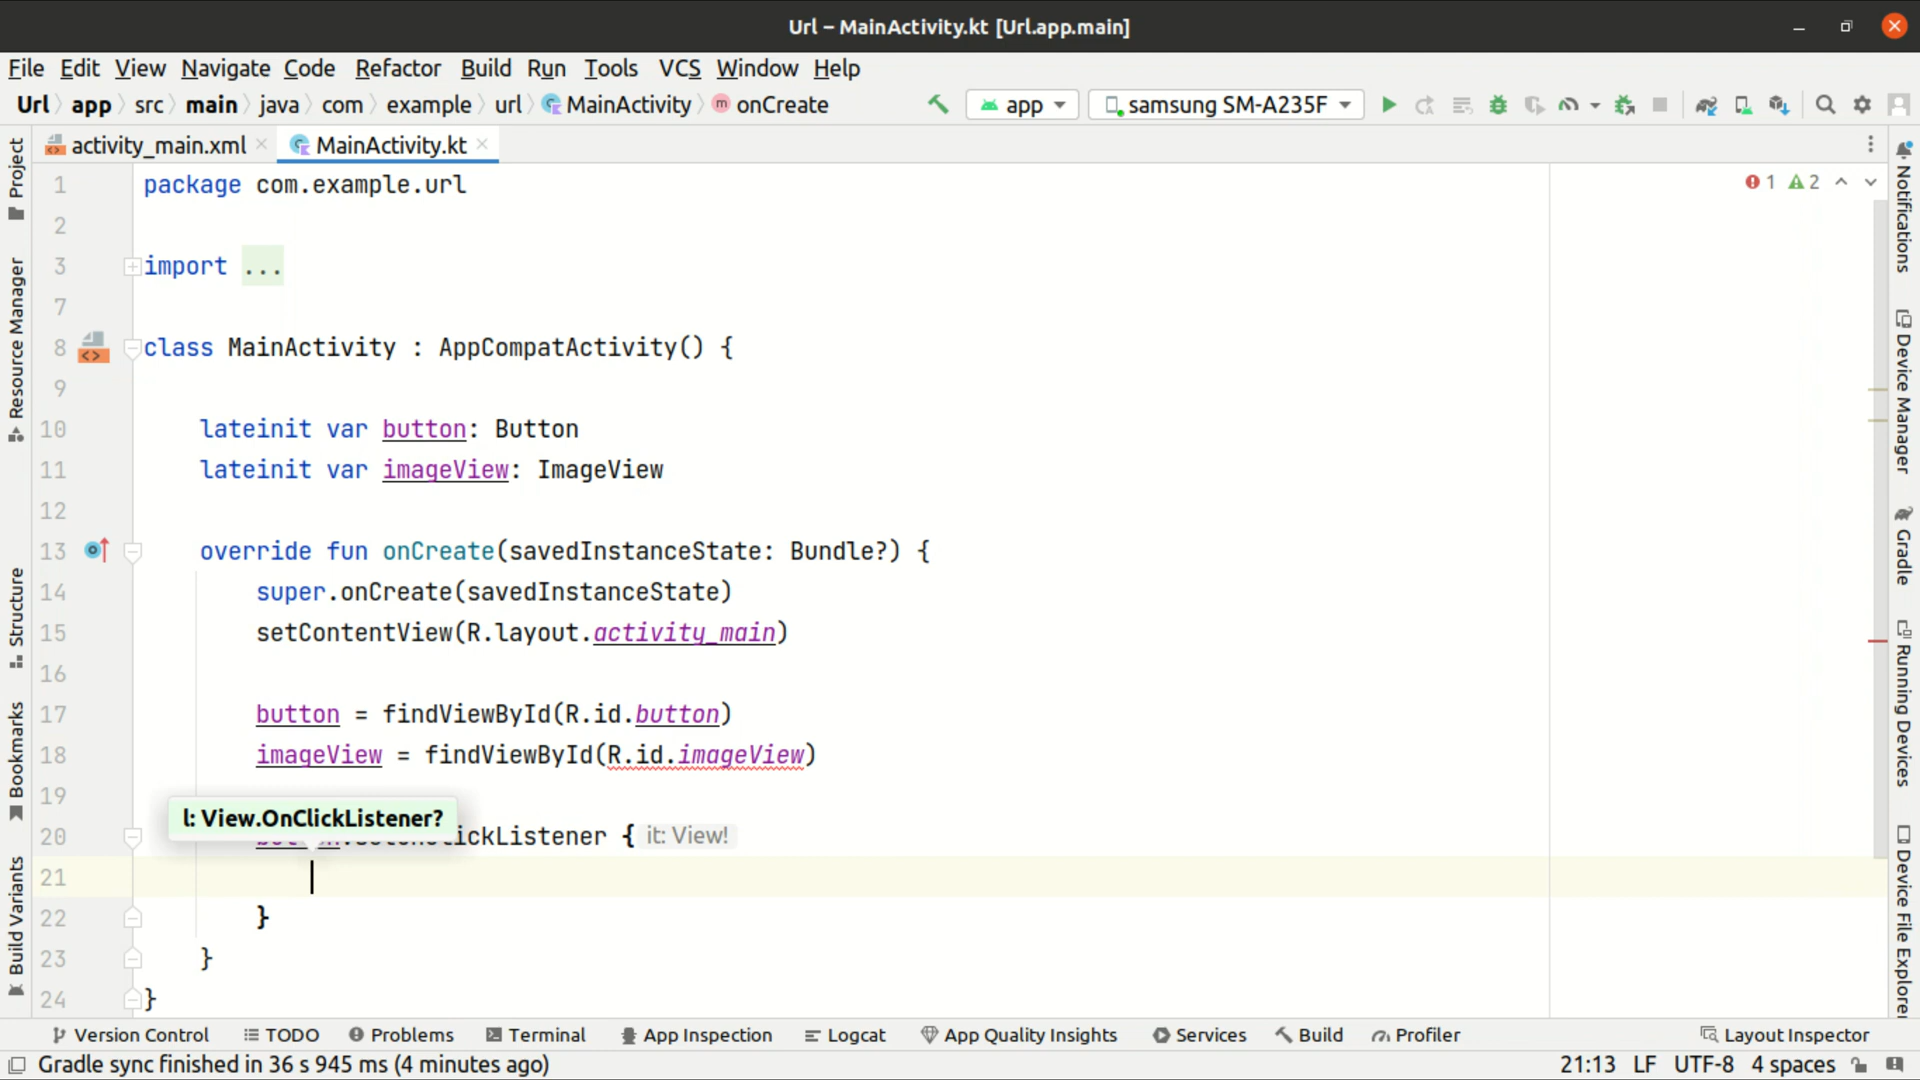 Url – MainActivity.kt [Url.app.main]
File Edit View Navigate Code Refactor Build Run Tools VCS Window Help
Url app src main java com example url MainActivity onCreate app samsung SM-A235F
activity_main.xml MainActivity.kt
1 package com.example.url 1 2
2
3 import ...
7
8 class MainActivity : AppCompatActivity() {
9
10 lateinit var button: Button
11 lateinit var imageView: ImageView
12
13 override fun onCreate(savedInstanceState: Bundle?) {
14 super.onCreate(savedInstanceState)
15 setContentView(R.layout.activity_main)
16
17 button = findViewById(R.id.button)
18 imageView = findViewById(R.id.imageView)
19
l: View.OnClickListener?
20 ickListener { it: View!
21
22 }
23 }
24 }
Project
Resource Manager
Structure
Bookmarks
Build Variants
Notifications
Device Manager
Gradle
Running Devices
Device File Explorer
Version Control TODO Problems Terminal App Inspection Logcat App Quality Insights Services Build Profiler Layout Inspector
Gradle sync finished in 36 s 945 ms (4 minutes ago) 21:13 LF UTF-8 4 spaces